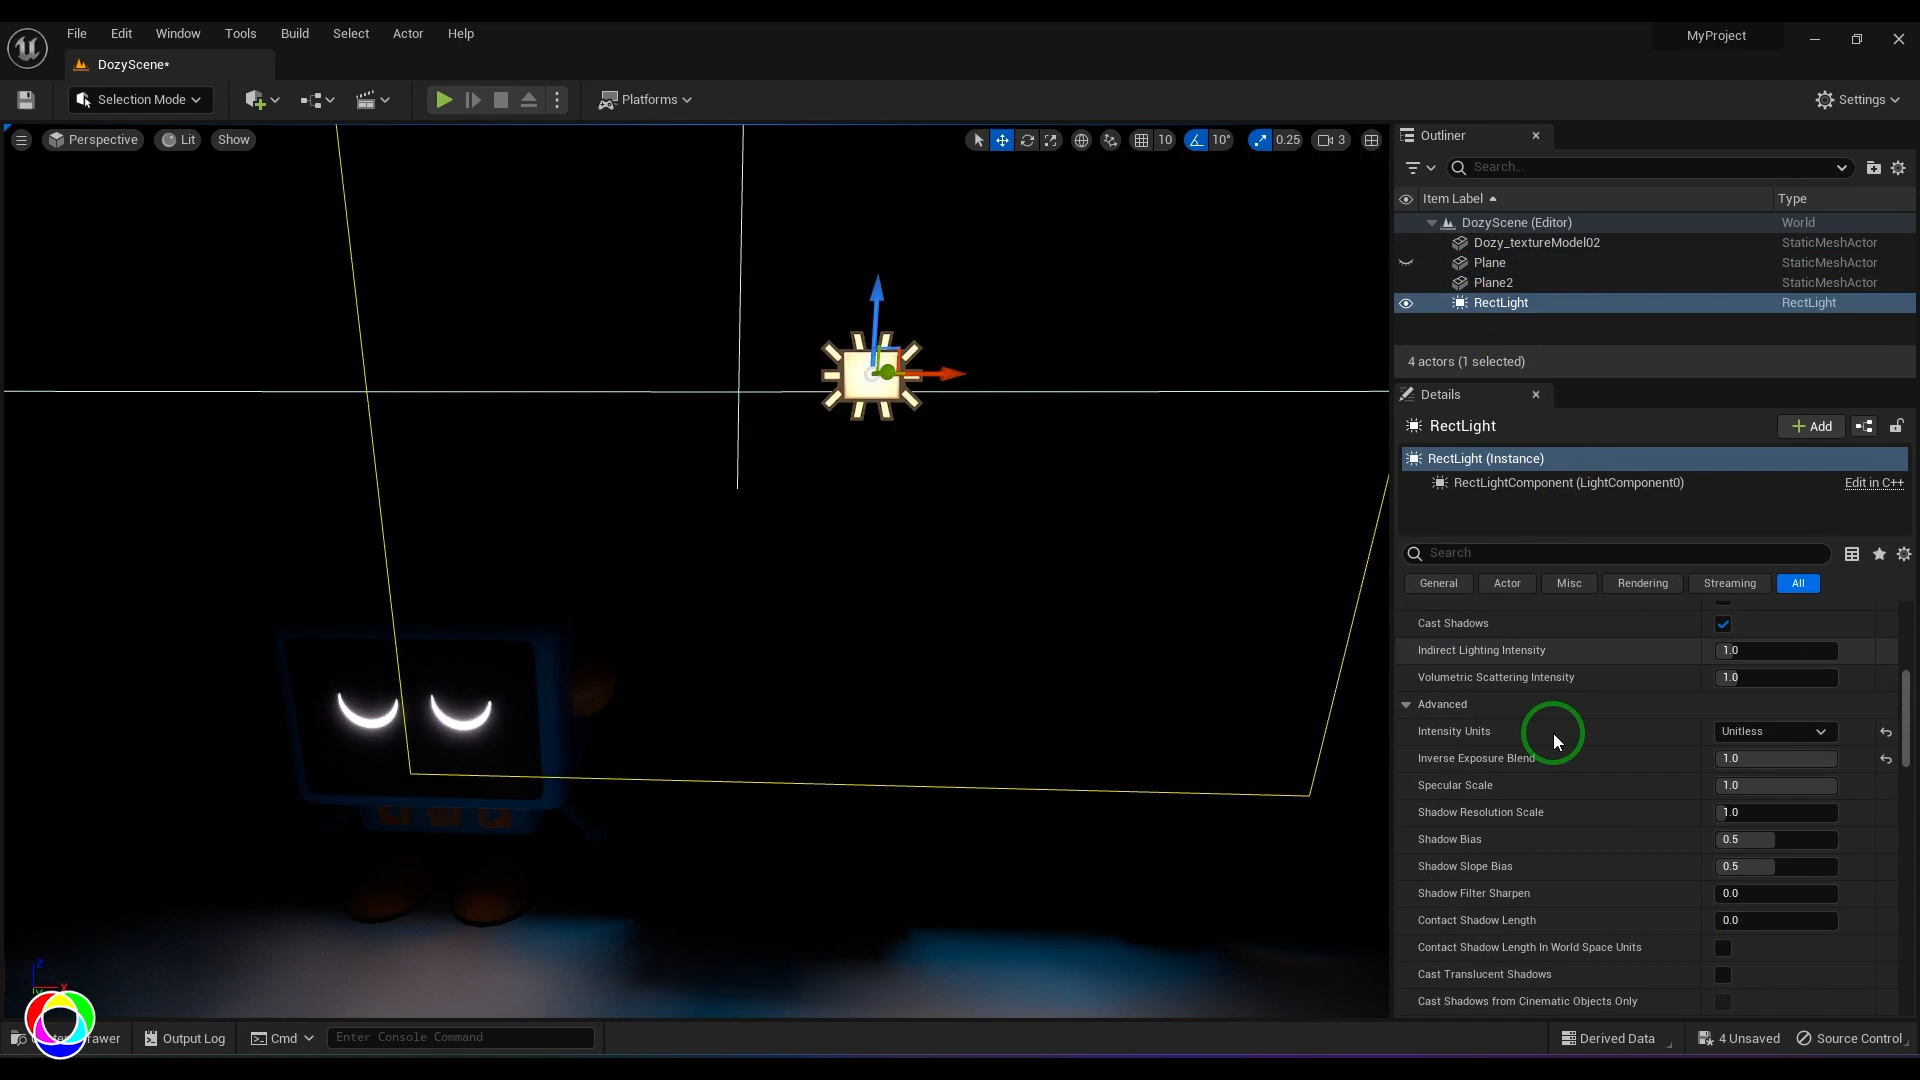 File Edit Window Tools Build Select Actor Help
MyProject
DozyScene*
Selection Mode
Platforms
Settings
Perspective Lit Show
10 10° 0.25 3
Outliner
Search...
Item Label Type
DozyScene (Editor) World
Dozy_textureModel02 StaticMeshActor
Plane StaticMeshActor
Plane2 StaticMeshActor
RectLight RectLight
4 actors (1 selected)
Details
RectLight
Add
RectLight (Instance)
RectLightComponent (LightComponent0) Edit in C++
Search
General Actor Misc Rendering Streaming All
Cast Shadows
Indirect Lighting Intensity 1.0
Volumetric Scattering Intensity 1.0
Advanced
Intensity Units Unitless
Inverse Exposure Blend 1.0
Specular Scale 1.0
Shadow Resolution Scale 1.0
Shadow Bias 0.5
Shadow Slope Bias 0.5
Shadow Filter Sharpen 0.0
Contact Shadow Length 0.0
Contact Shadow Length In World Space Units
Cast Translucent Shadows
Cast Shadows from Cinematic Objects Only
Z
X
Output Log Cmd Enter Console Command Derived Data 4 Unsaved Source Control